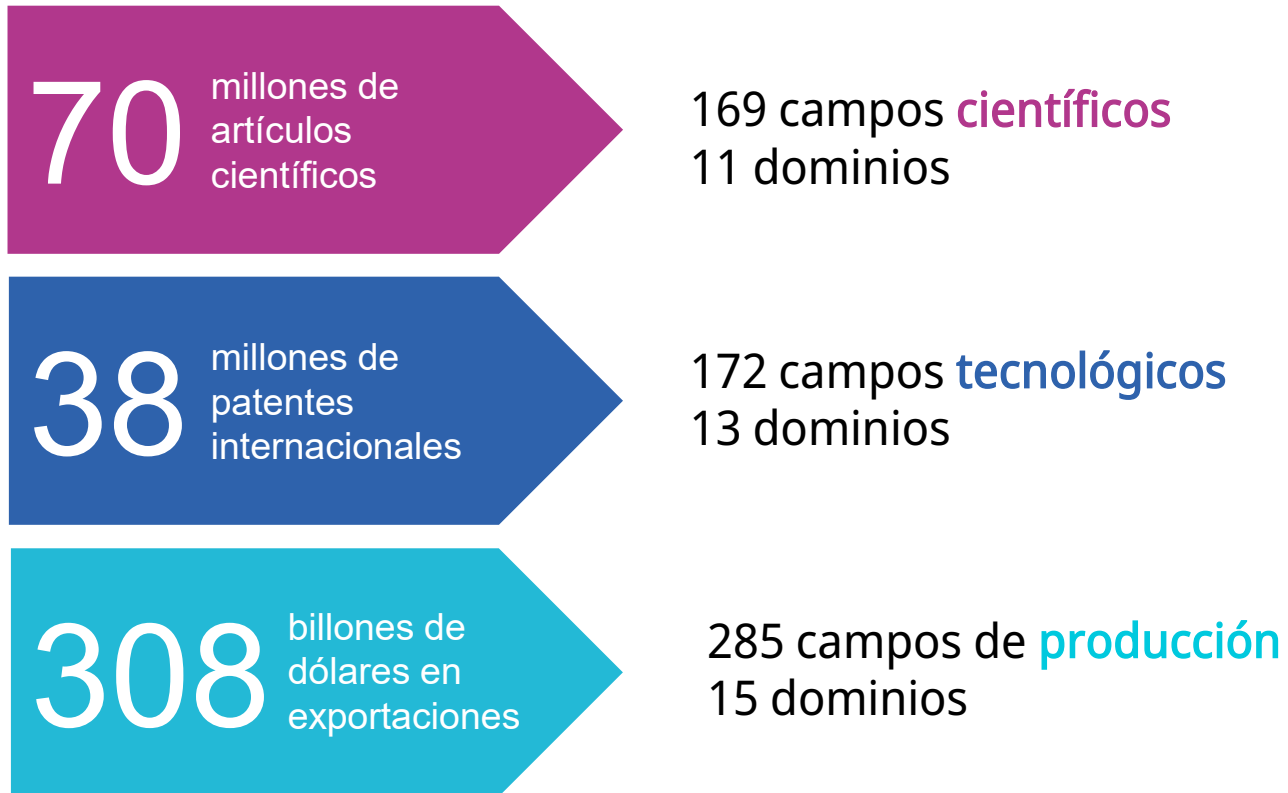 70
millones de
artículos
científicos
169 campos científicos
11 dominios
38
millones de
patentes
internacionales
172 campos tecnológicos
13 dominios
308
billones de
dólares en
exportaciones
285 campos de producción
15 dominios